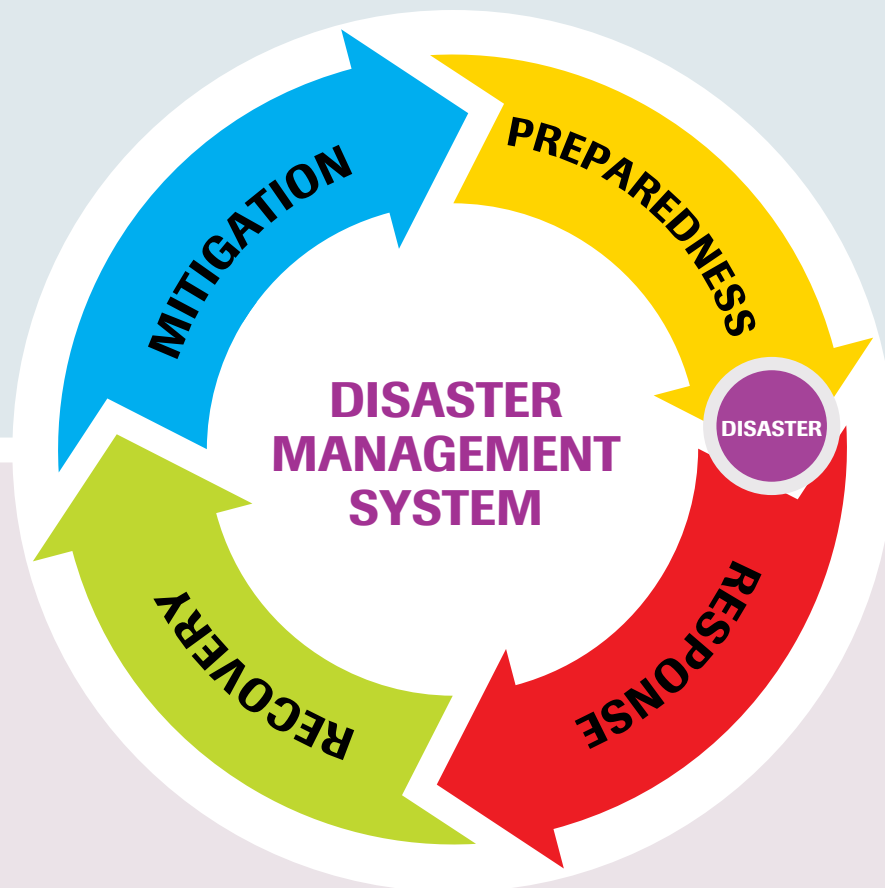 MITIGATION
PREPAREDNESS
DISASTER
MANAGEMENT
SYSTEM
DISASTER
RESPONSE
RECOVERY